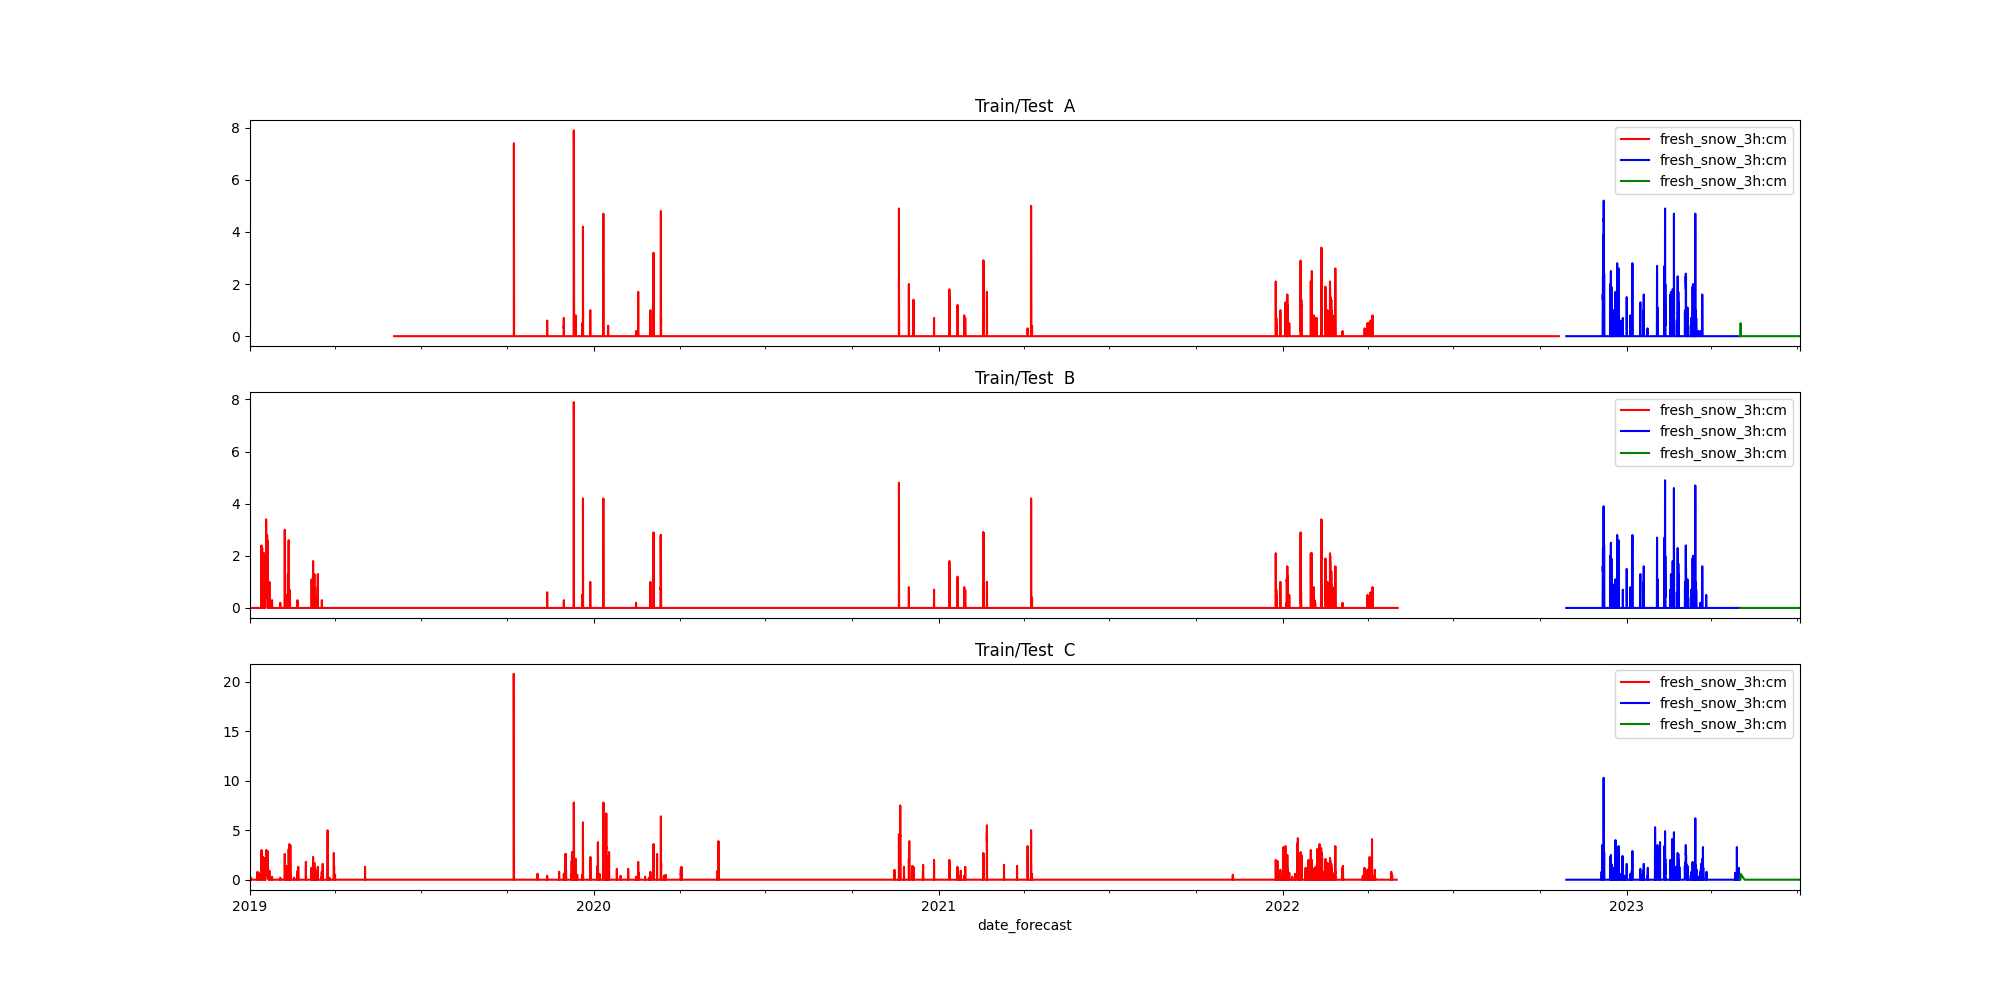 Train/Test  A
8
6
4
2
0
fresh_snow_3h:cm
fresh_snow_3h:cm
fresh_snow_3h:cm
Train/Test  B
8
6
4
2
0
fresh_snow_3h:cm
fresh_snow_3h:cm
fresh_snow_3h:cm
Train/Test  C
20
15
10
5
0
fresh_snow_3h:cm
fresh_snow_3h:cm
fresh_snow_3h:cm
2019 2020 2021 2022 2023
date_forecast